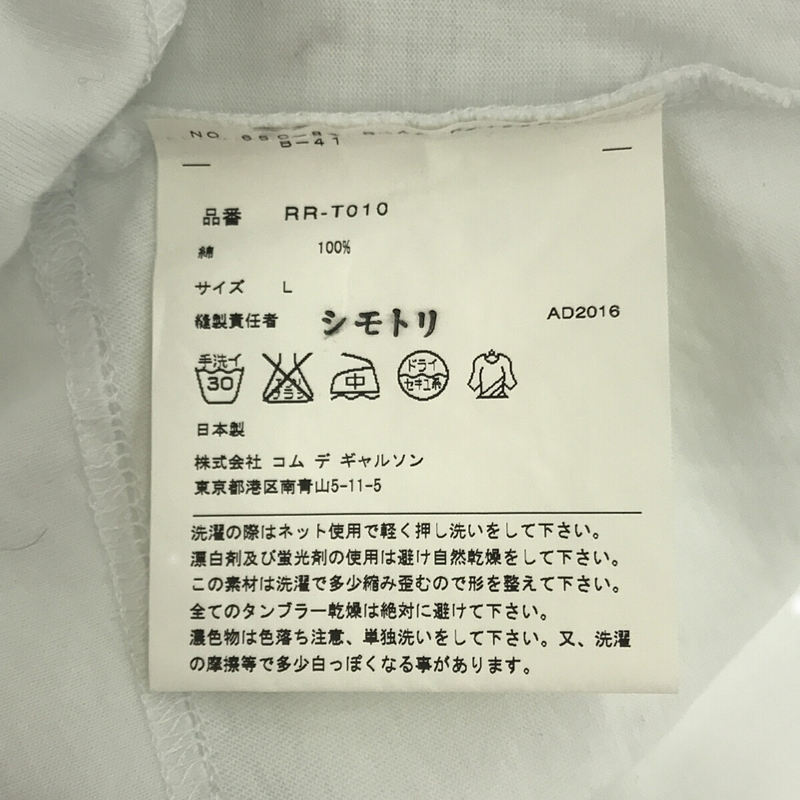 B-41
品番 RR-T010
綿 100%
サイズ L
縫製責任者 シモトリ AD2016
手洗イ
30
中
ドライ
セキユ系
日本製
株式会社 コム デ ギャルソン
東京都港区南青山5-11-5
洗濯の際はネット使用で軽く押し洗いをして下さい。
漂白剤及び蛍光剤の使用は避け自然乾燥をして下さい。
この素材は洗濯で多少縮み歪むので形を整えて下さい。
全てのタンブラー乾燥は絶対に避けて下さい。
濃色物は色落ち注意、単独洗いをして下さい。又、洗濯
の摩擦等で多少白っぽくなる事があります。